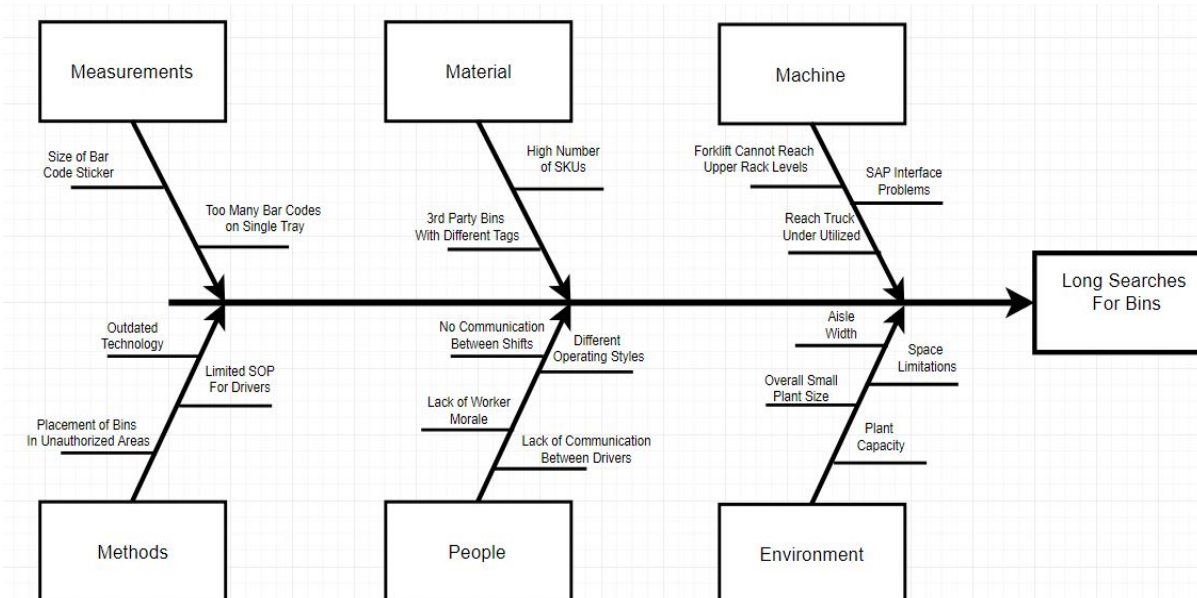 Measurements
Material
Machine
Size of Bar
Code Sticker
Too Many Bar Codes
on Single Tray
High Number
of SKUs
3rd Party Bins
With Different Tags
Forklift Cannot Reach
Upper Rack Levels
SAP Interface
Problems
Reach Truck
Under Utilized
Long Searches
For Bins
Outdated
Technology
Limited SOP
For Drivers
Placement of Bins
In Unauthorized Areas
No Communication
Between Shifts
Different
Operating Styles
Lack of Worker
Morale
Lack of Communication
Between Drivers
Aisle
Width
Space
Limitations
Overall Small
Plant Size
Plant
Capacity
Methods
People
Environment